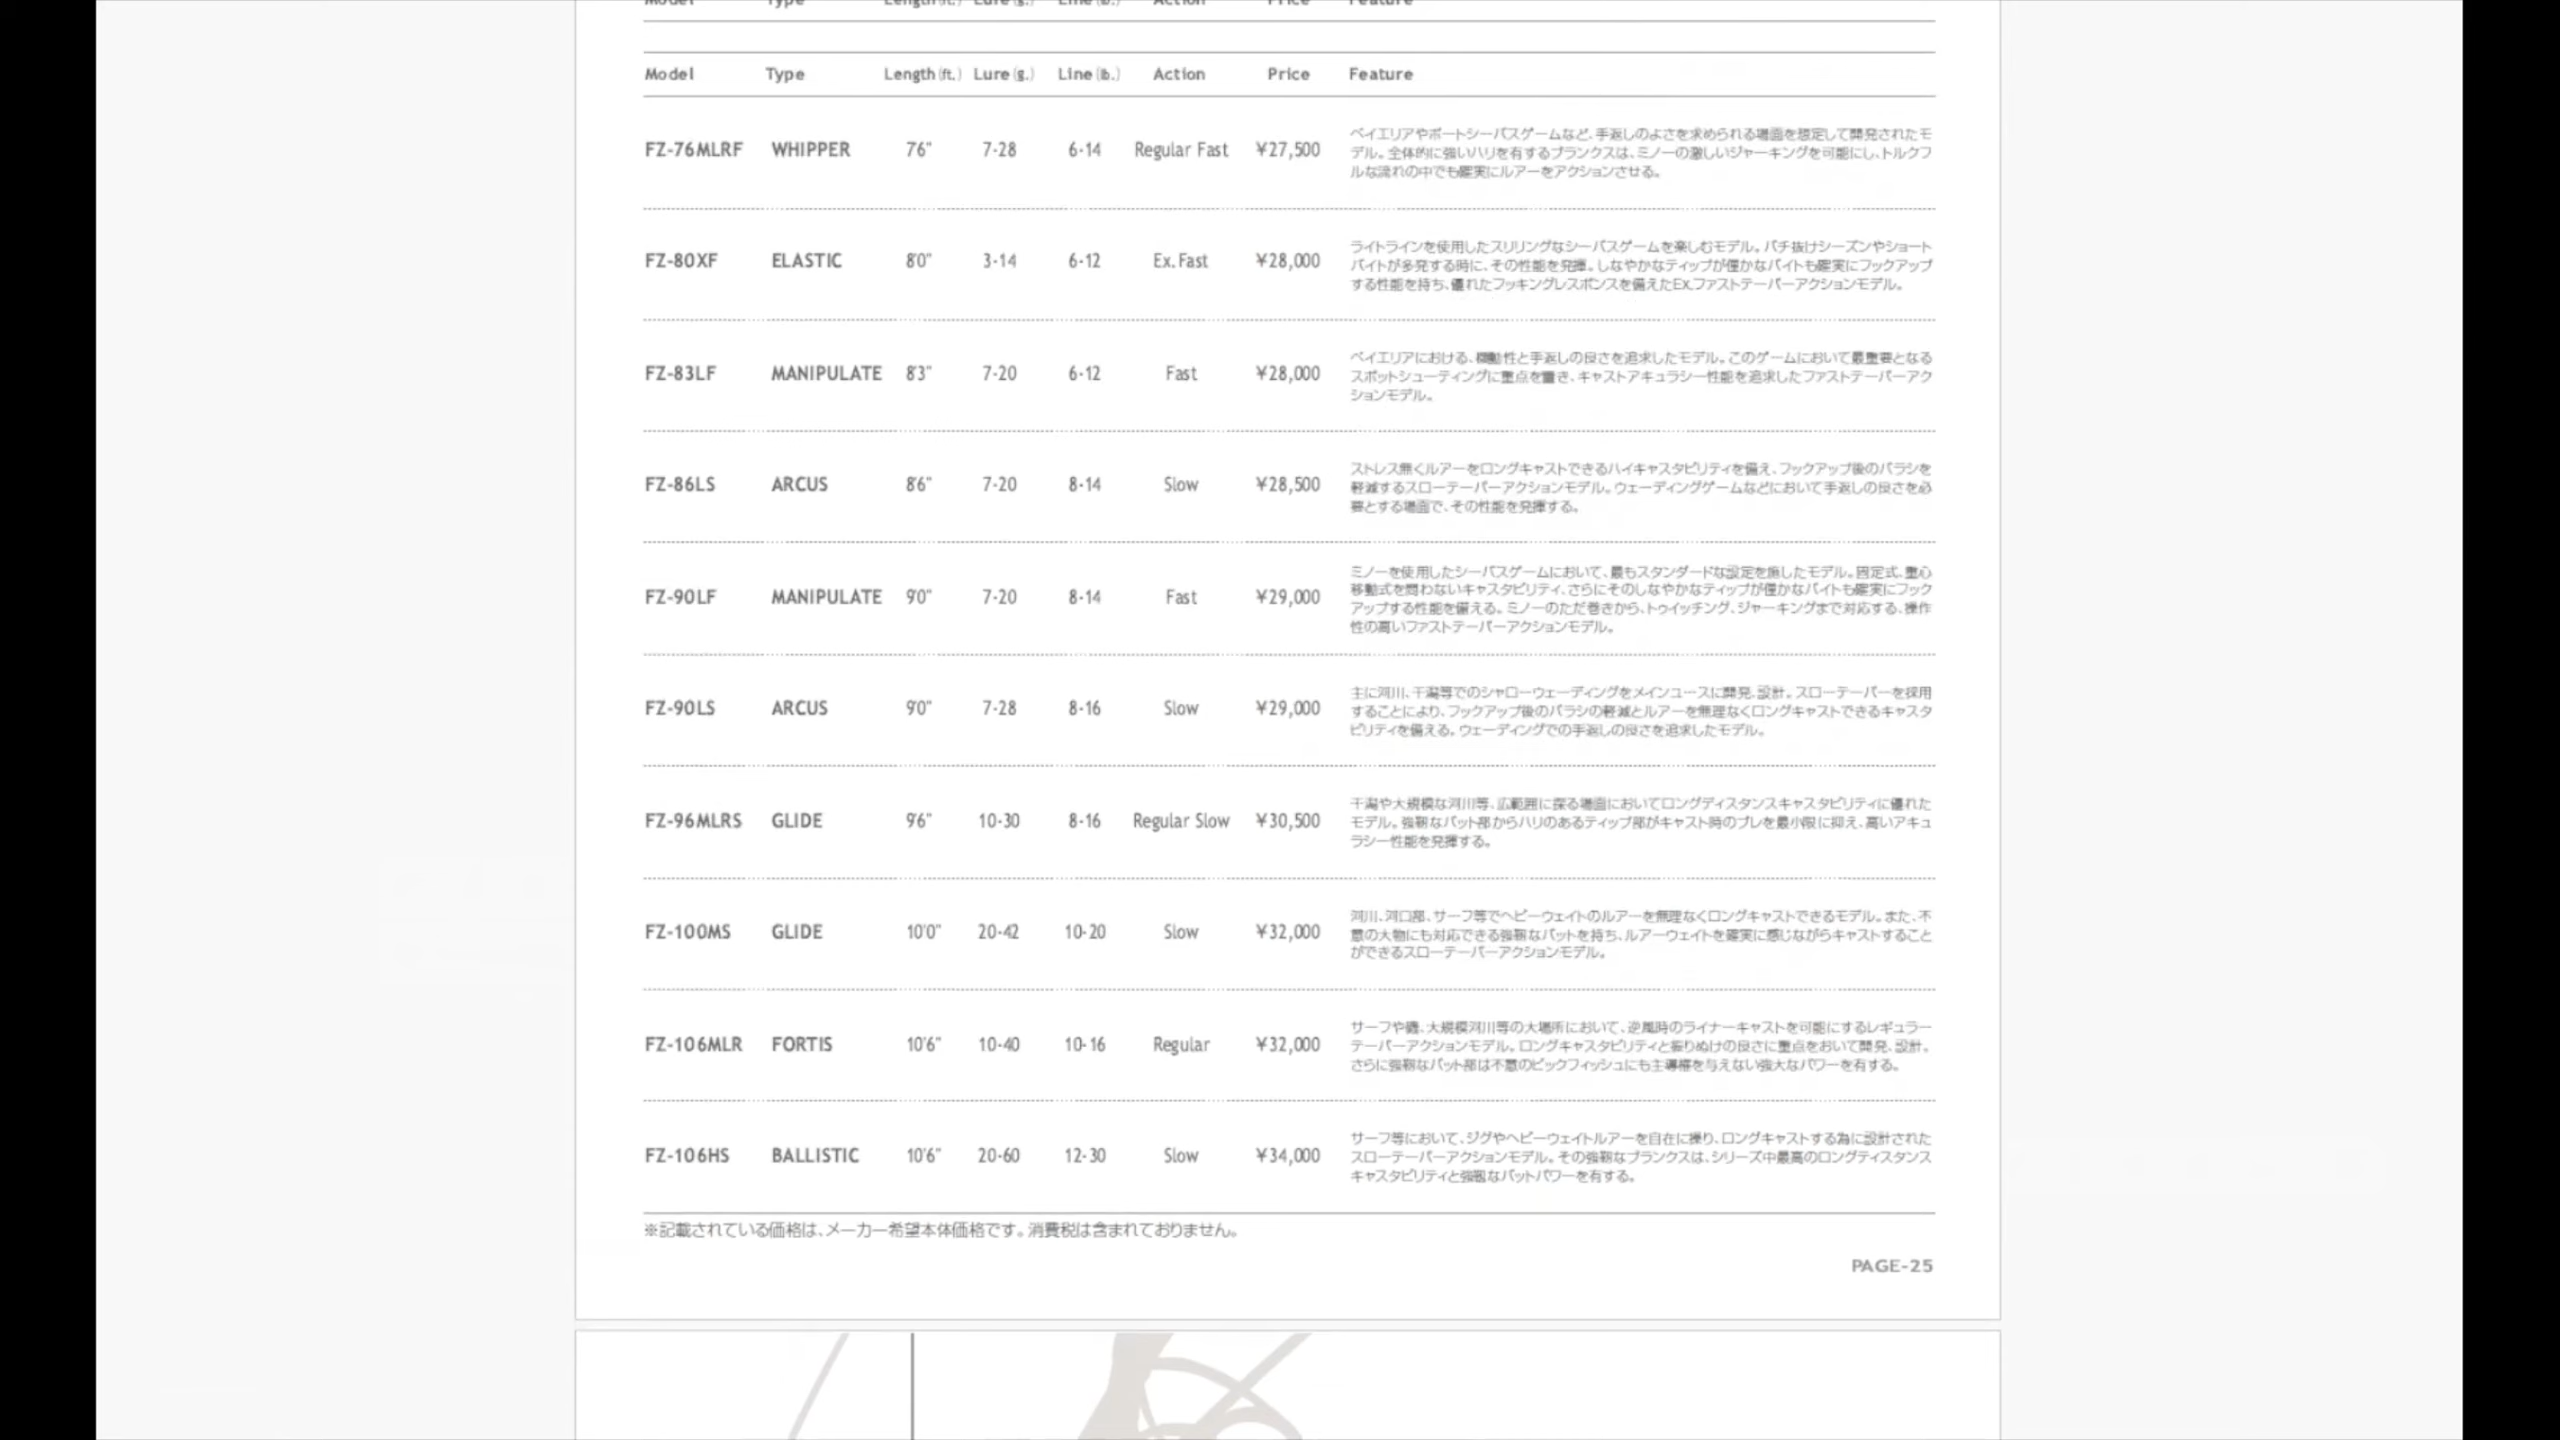 Model Type Length(ft.) Lure(g.) Line(lb.) Action Price Feature
Model Type Length(ft.) Lure(g.) Line(lb.) Action Price Feature
FZ-76MLRF WHIPPER 7'6" 7-28 6-14 Regular Fast ¥27,500
ベイエリアやボートシーバスゲームなど、手返しのよさを求められる場面を想定して開発されたモ
デル。全体的に強いハリを有するブランクスは、ミノーの激しいジャーキングを可能にし、トルクフ
ルな流れの中でも確実にルアーをアクションさせる。
FZ-80XF ELASTIC 8'0" 3-14 6-12 Ex.Fast ¥28,000
ライトラインを使用したスリリングなシーバスゲームを楽しむモデル。バチ抜けシーズンやショート
バイトが多発する時に、その性能を発揮。しなやかなティップが僅かなバイトも確実にフックアップ
する性能を持ち、優れたフッキングレスポンスを備えたEx.ファストテーパーアクションモデル。
FZ-83LF MANIPULATE 8'3" 7-20 6-12 Fast ¥28,000
ベイエリアにおける、機動性と手返しの良さを追求したモデル。このゲームにおいて最重要となる
スポットシューティングに重点を置き、キャストアキュラシー性能を追求したファストテーパーアク
ションモデル。
FZ-86LS ARCUS 8'6" 7-20 8-14 Slow ¥28,500
ストレス無くルアーをロングキャストできるハイキャスタビリティを備え、フックアップ後のバラシを
軽減するスローテーパーアクションモデル。ウェーディングゲームなどにおいて手返しの良さを必
要とする場面で、その性能を発揮する。
FZ-90LF MANIPULATE 9'0" 7-20 8-14 Fast ¥29,000
ミノーを使用したシーバスゲームにおいて、最もスタンダードな設定を施したモデル。固定式、重心
移動式を問わないキャスタビリティ、さらにそのしなやかなティップが僅かなバイトも確実にフック
アップする性能を備える。ミノーのただ巻きから、トゥイッチング、ジャーキングまで対応する、操作
性の高いファストテーパーアクションモデル。
FZ-90LS ARCUS 9'0" 7-28 8-16 Slow ¥29,000
主に河川、干潟等でのシャローウェーディングをメインユースに開発、設計。スローテーパーを採用
することにより、フックアップ後のバラシの軽減とルアーを無理なくロングキャストできるキャスタ
ビリティを備える。ウェーディングでの手返しの良さを追求したモデル。
FZ-96MLRS GLIDE 9'6" 10-30 8-16 Regular Slow ¥30,500
干潟や大規模な河川等、広範囲に探る場面においてロングディスタンスキャスタビリティに優れた
モデル。強靭なバット部からハリのあるティップ部がキャスト時のブレを最小限に抑え、高いアキュ
ラシー性能を発揮する。
FZ-100MS GLIDE 10'0" 20-42 10-20 Slow ¥32,000
河川、河口部、サーフ等でヘビーウェイトのルアーを無理なくロングキャストできるモデル。また、不
意の大物にも対応できる強靭なバットを持ち、ルアーウェイトを確実に感じながらキャストすること
ができるスローテーパーアクションモデル。
FZ-106MLR FORTIS 10'6" 10-40 10-16 Regular ¥32,000
サーフや磯、大規模河川等の大場所において、逆風時のライナーキャストを可能にするレギュラー
テーパーアクションモデル。ロングキャスタビリティと振りぬけの良さに重点をおいて開発、設計。
さらに強靭なバット部は不意のビックフィッシュにも主導権を与えない強大なパワーを有する。
FZ-106HS BALLISTIC 10'6" 20-60 12-30 Slow ¥34,000
サーフ等において、ジグやヘビーウェイトルアーを自在に操り、ロングキャストする為に設計された
スローテーパーアクションモデル。その強靭なブランクスは、シリーズ中最高のロングディスタンス
キャスタビリティと強靭なバットパワーを有する。
※記載されている価格は、メーカー希望本体価格です。消費税は含まれておりません。
PAGE-25